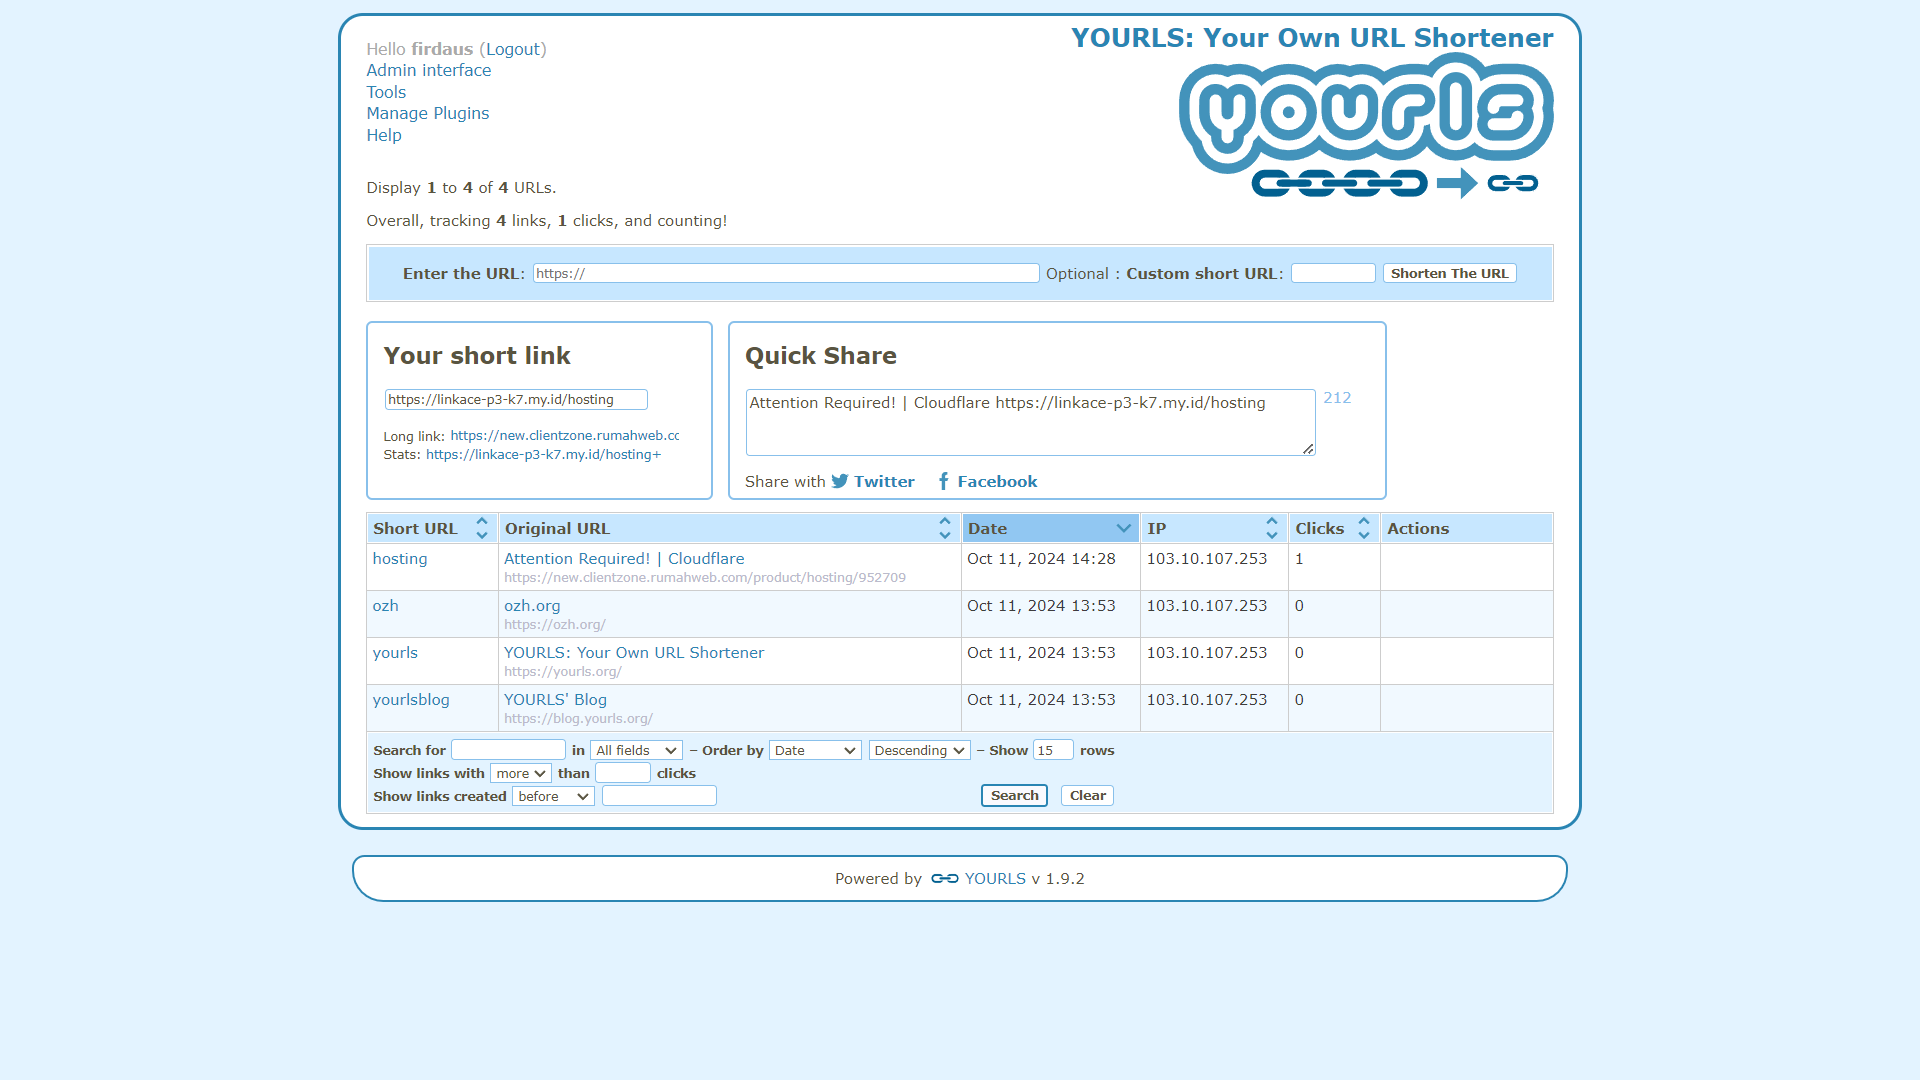 Hello firdaus (Logout)
Admin interface
Tools
Manage Plugins
Help
YOURLS: Your Own URL Shortener
yourls
Display 1 to 4 of 4 URLs.
Overall, tracking 4 links, 1 clicks, and counting!
Enter the URL: https:// Optional : Custom short URL: Shorten The URL
Your short link
https://linkace-p3-k7.my.id/hosting
Long link: https://new.clientzone.rumahweb.co
Stats: https://linkace-p3-k7.my.id/hosting+
Quick Share
Attention Required! | Cloudflare https://linkace-p3-k7.my.id/hosting
212
Share with Twitter Facebook
Short URL Original URL Date IP Clicks Actions
hosting Attention Required! | Cloudflare Oct 11, 2024 14:28 103.10.107.253 1
https://new.clientzone.rumahweb.com/product/hosting/952709
ozh ozh.org Oct 11, 2024 13:53 103.10.107.253 0
https://ozh.org/
yourls YOURLS: Your Own URL Shortener Oct 11, 2024 13:53 103.10.107.253 0
https://yourls.org/
yourlsblog YOURLS' Blog Oct 11, 2024 13:53 103.10.107.253 0
https://blog.yourls.org/
Search for in All fields – Order by Date Descending – Show 15 rows
Show links with more than clicks
Show links created before Search Clear
Powered by YOURLS v 1.9.2